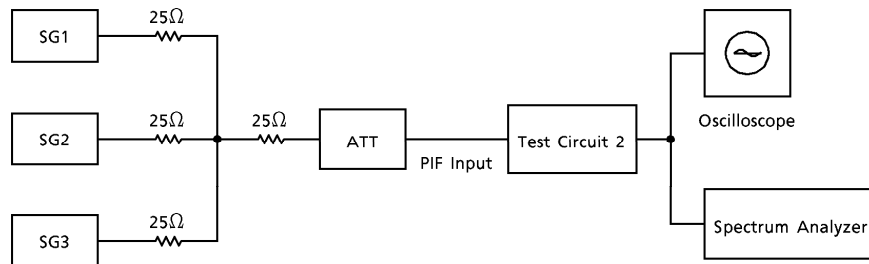 25Ω
SG1
25Ω
25Ω
SG2
ATT
PIF Input
Test Circuit 2
Oscilloscope
25Ω
SG3
Spectrum Analyzer